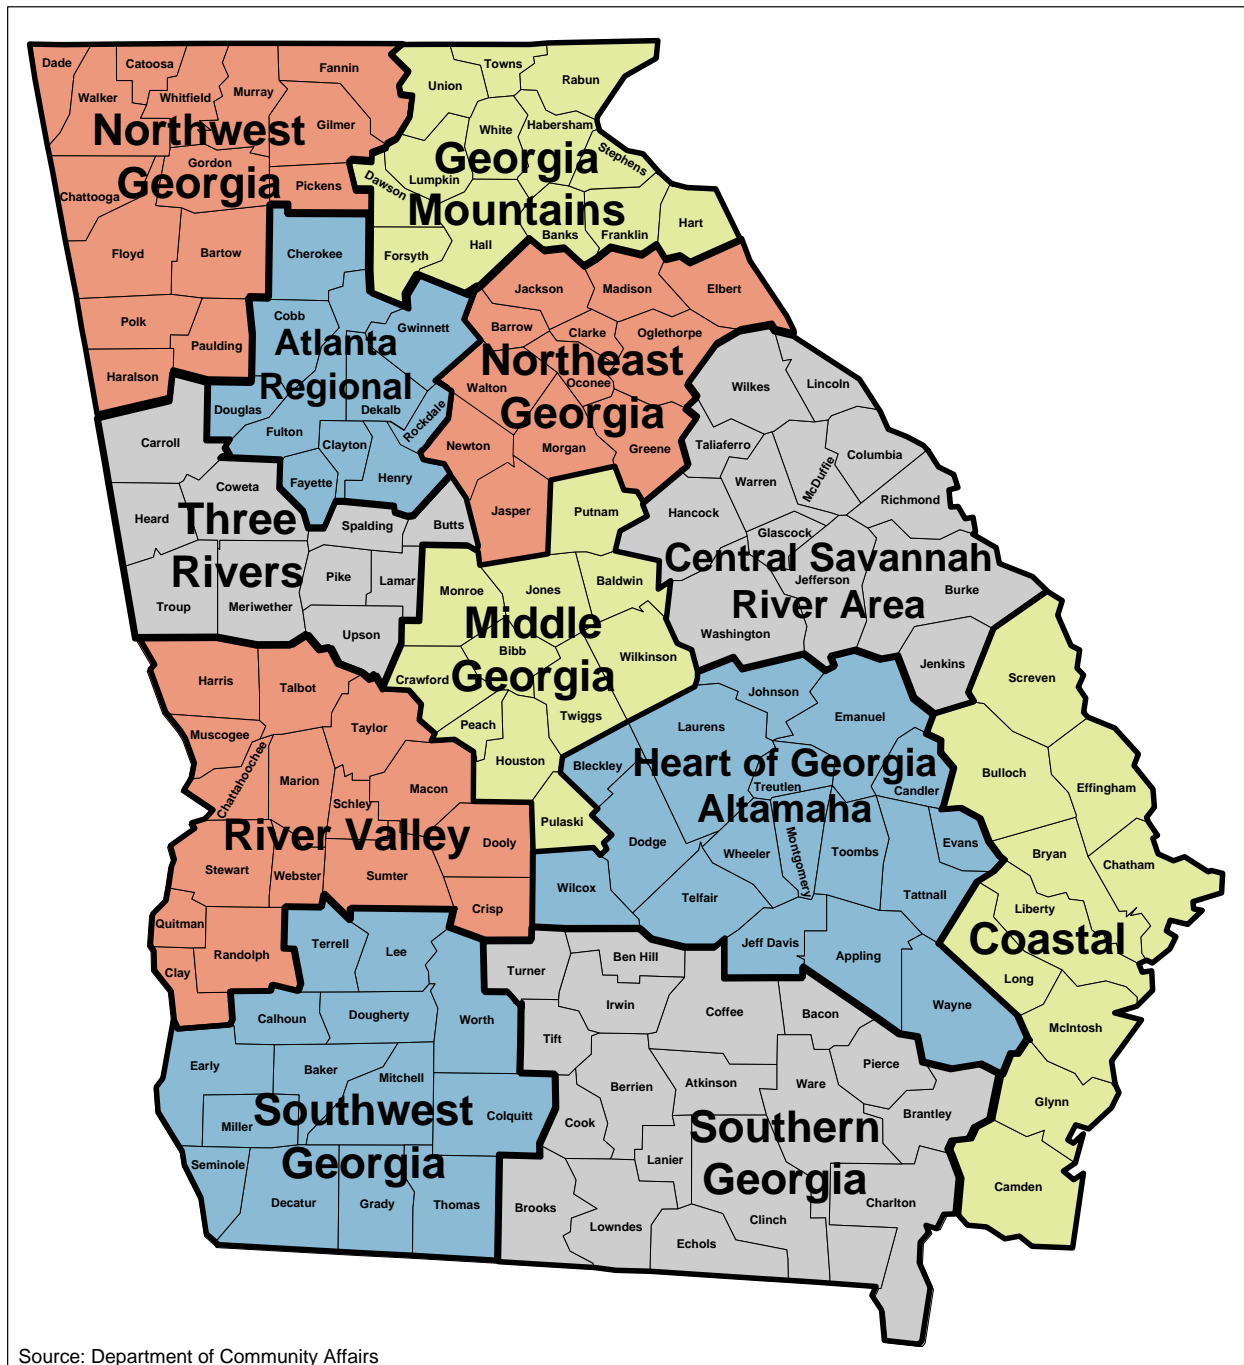 Dade
Catoosa
Fannin
Walker
Whitfield
Murray
Gilmer
Northwest
Georgia
Gordon
Chattooga
Pickens
Floyd
Bartow
Polk
Paulding
Haralson
Towns
Union
Rabun
White
Habersham
Stephens
Georgia
Mountains
Dawson
Lumpkin
Hart
Forsyth
Hall
Banks
Franklin
Cherokee
Cobb
Gwinnett
Atlanta
Regional
Douglas
Dekalb
Rockdale
Fulton
Clayton
Fayette
Henry
Jackson
Madison
Elbert
Barrow
Clarke
Oglethorpe
Northeast
Georgia
Walton
Oconee
Newton
Morgan
Greene
Jasper
Carroll
Coweta
Heard
Three
Rivers
Spalding
Butts
Pike
Lamar
Troup
Meriwether
Upson
Wilkes
Lincoln
Taliaferro
Columbia
Warren
McDuffie
Richmond
Hancock
Glascock
Central Savannah
River Area
Jefferson
Burke
Washington
Jenkins
Putnam
Monroe
Jones
Baldwin
Middle
Georgia
Bibb
Wilkinson
Crawford
Twiggs
Peach
Houston
Pulaski
Harris
Talbot
Taylor
Muscogee
Chattahoochee
Marion
Macon
Schley
River Valley
Dooly
Stewart
Webster
Sumter
Crisp
Quitman
Randolph
Clay
Johnson
Emanuel
Laurens
Bleckley
Heart of Georgia
Altamaha
Treutlen
Candler
Dodge
Wheeler
Montgomery
Toombs
Evans
Wilcox
Telfair
Tattnall
Jeff Davis
Appling
Wayne
Screven
Bulloch
Effingham
Bryan
Chatham
Liberty
Coastal
Long
McIntosh
Glynn
Camden
Terrell
Lee
Calhoun
Dougherty
Worth
Early
Baker
Mitchell
Southwest
Georgia
Miller
Colquitt
Seminole
Decatur
Grady
Thomas
Turner
Ben Hill
Irwin
Coffee
Bacon
Tift
Pierce
Berrien
Atkinson
Ware
Cook
Brantley
Southern
Georgia
Lanier
Charlton
Brooks
Lowndes
Clinch
Echols
Source: Department of Community Affairs